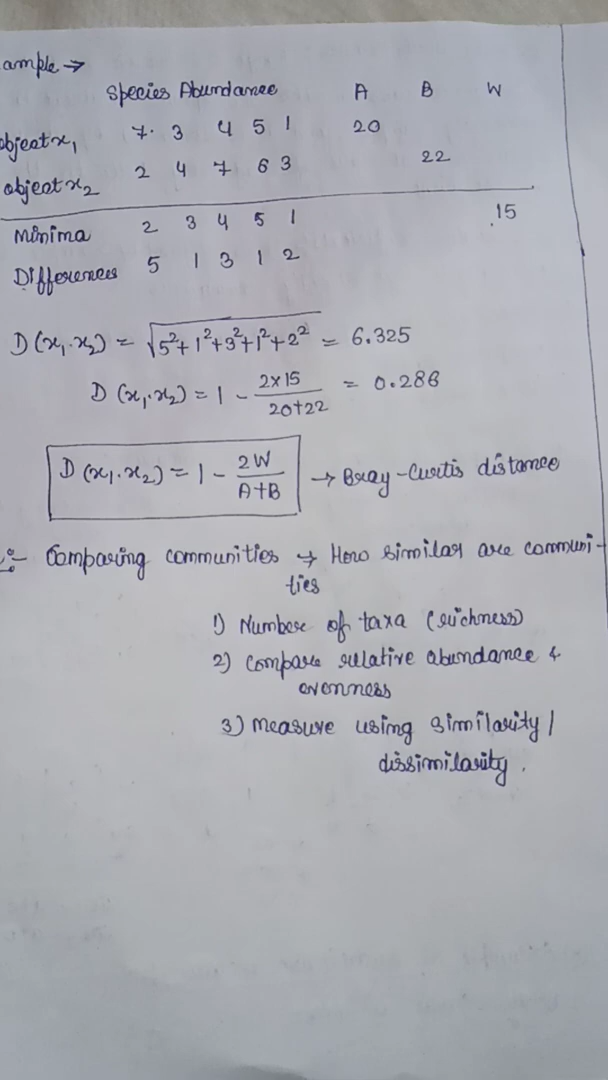 ample →
Species Abundance A B W
object x₁ 7. 3 4 5 1 20
object x₂ 2 4 7 6 3 22
Minima 2 3 4 5 1 15
Differences 5 1 3 1 2
D(x₁.x₂) = √5²+1²+3²+1²+2² = 6.325
D(x₁.x₂) = 1 - 2×15/20+22 = 0.286
D(x₁.x₂) = 1 - 2W/A+B → Bray-Curtis distance
:- Comparing communities → How similar are communi-
ties
1) Number of taxa (richness)
2) Compare relative abundance &
evenness
3) Measure using similarity/
dissimilarity.